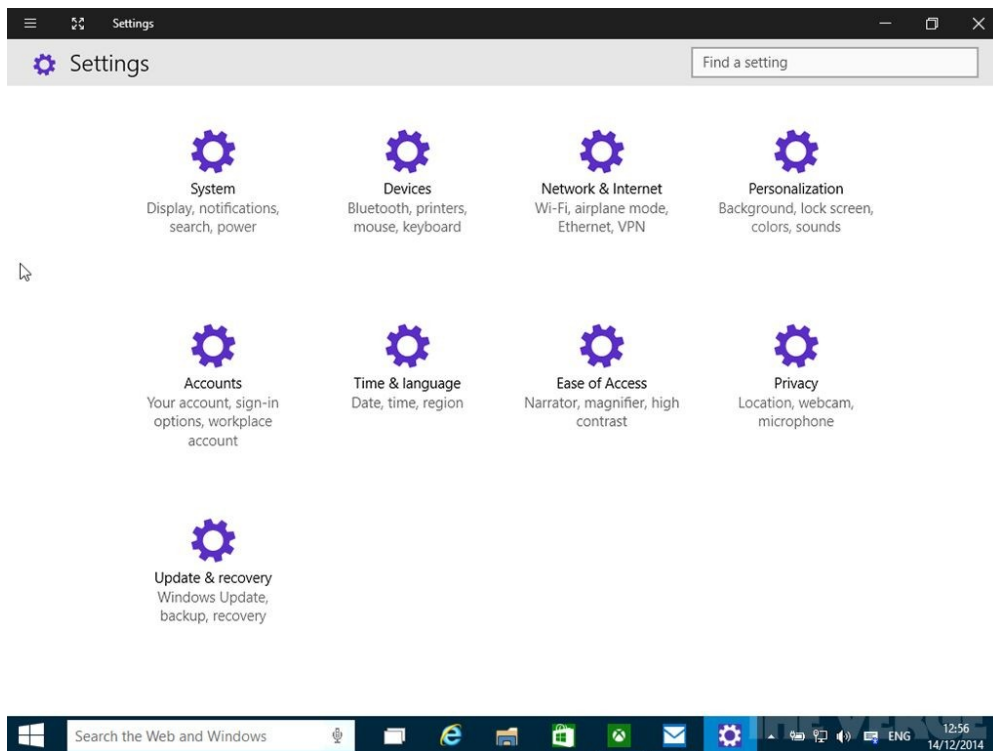 Settings
Settings
Find a setting
System
Display, notifications,
search, power
Devices
Bluetooth, printers,
mouse, keyboard
Network & Internet
Wi-Fi, airplane mode,
Ethernet, VPN
Personalization
Background, lock screen,
colors, sounds
Accounts
Your account, sign-in
options, workplace
account
Time & language
Date, time, region
Ease of Access
Narrator, magnifier, high
contrast
Privacy
Location, webcam,
microphone
Update & recovery
Windows Update,
backup, recovery
Search the Web and Windows
THE VERGE
ENG
12:56
14/12/2014